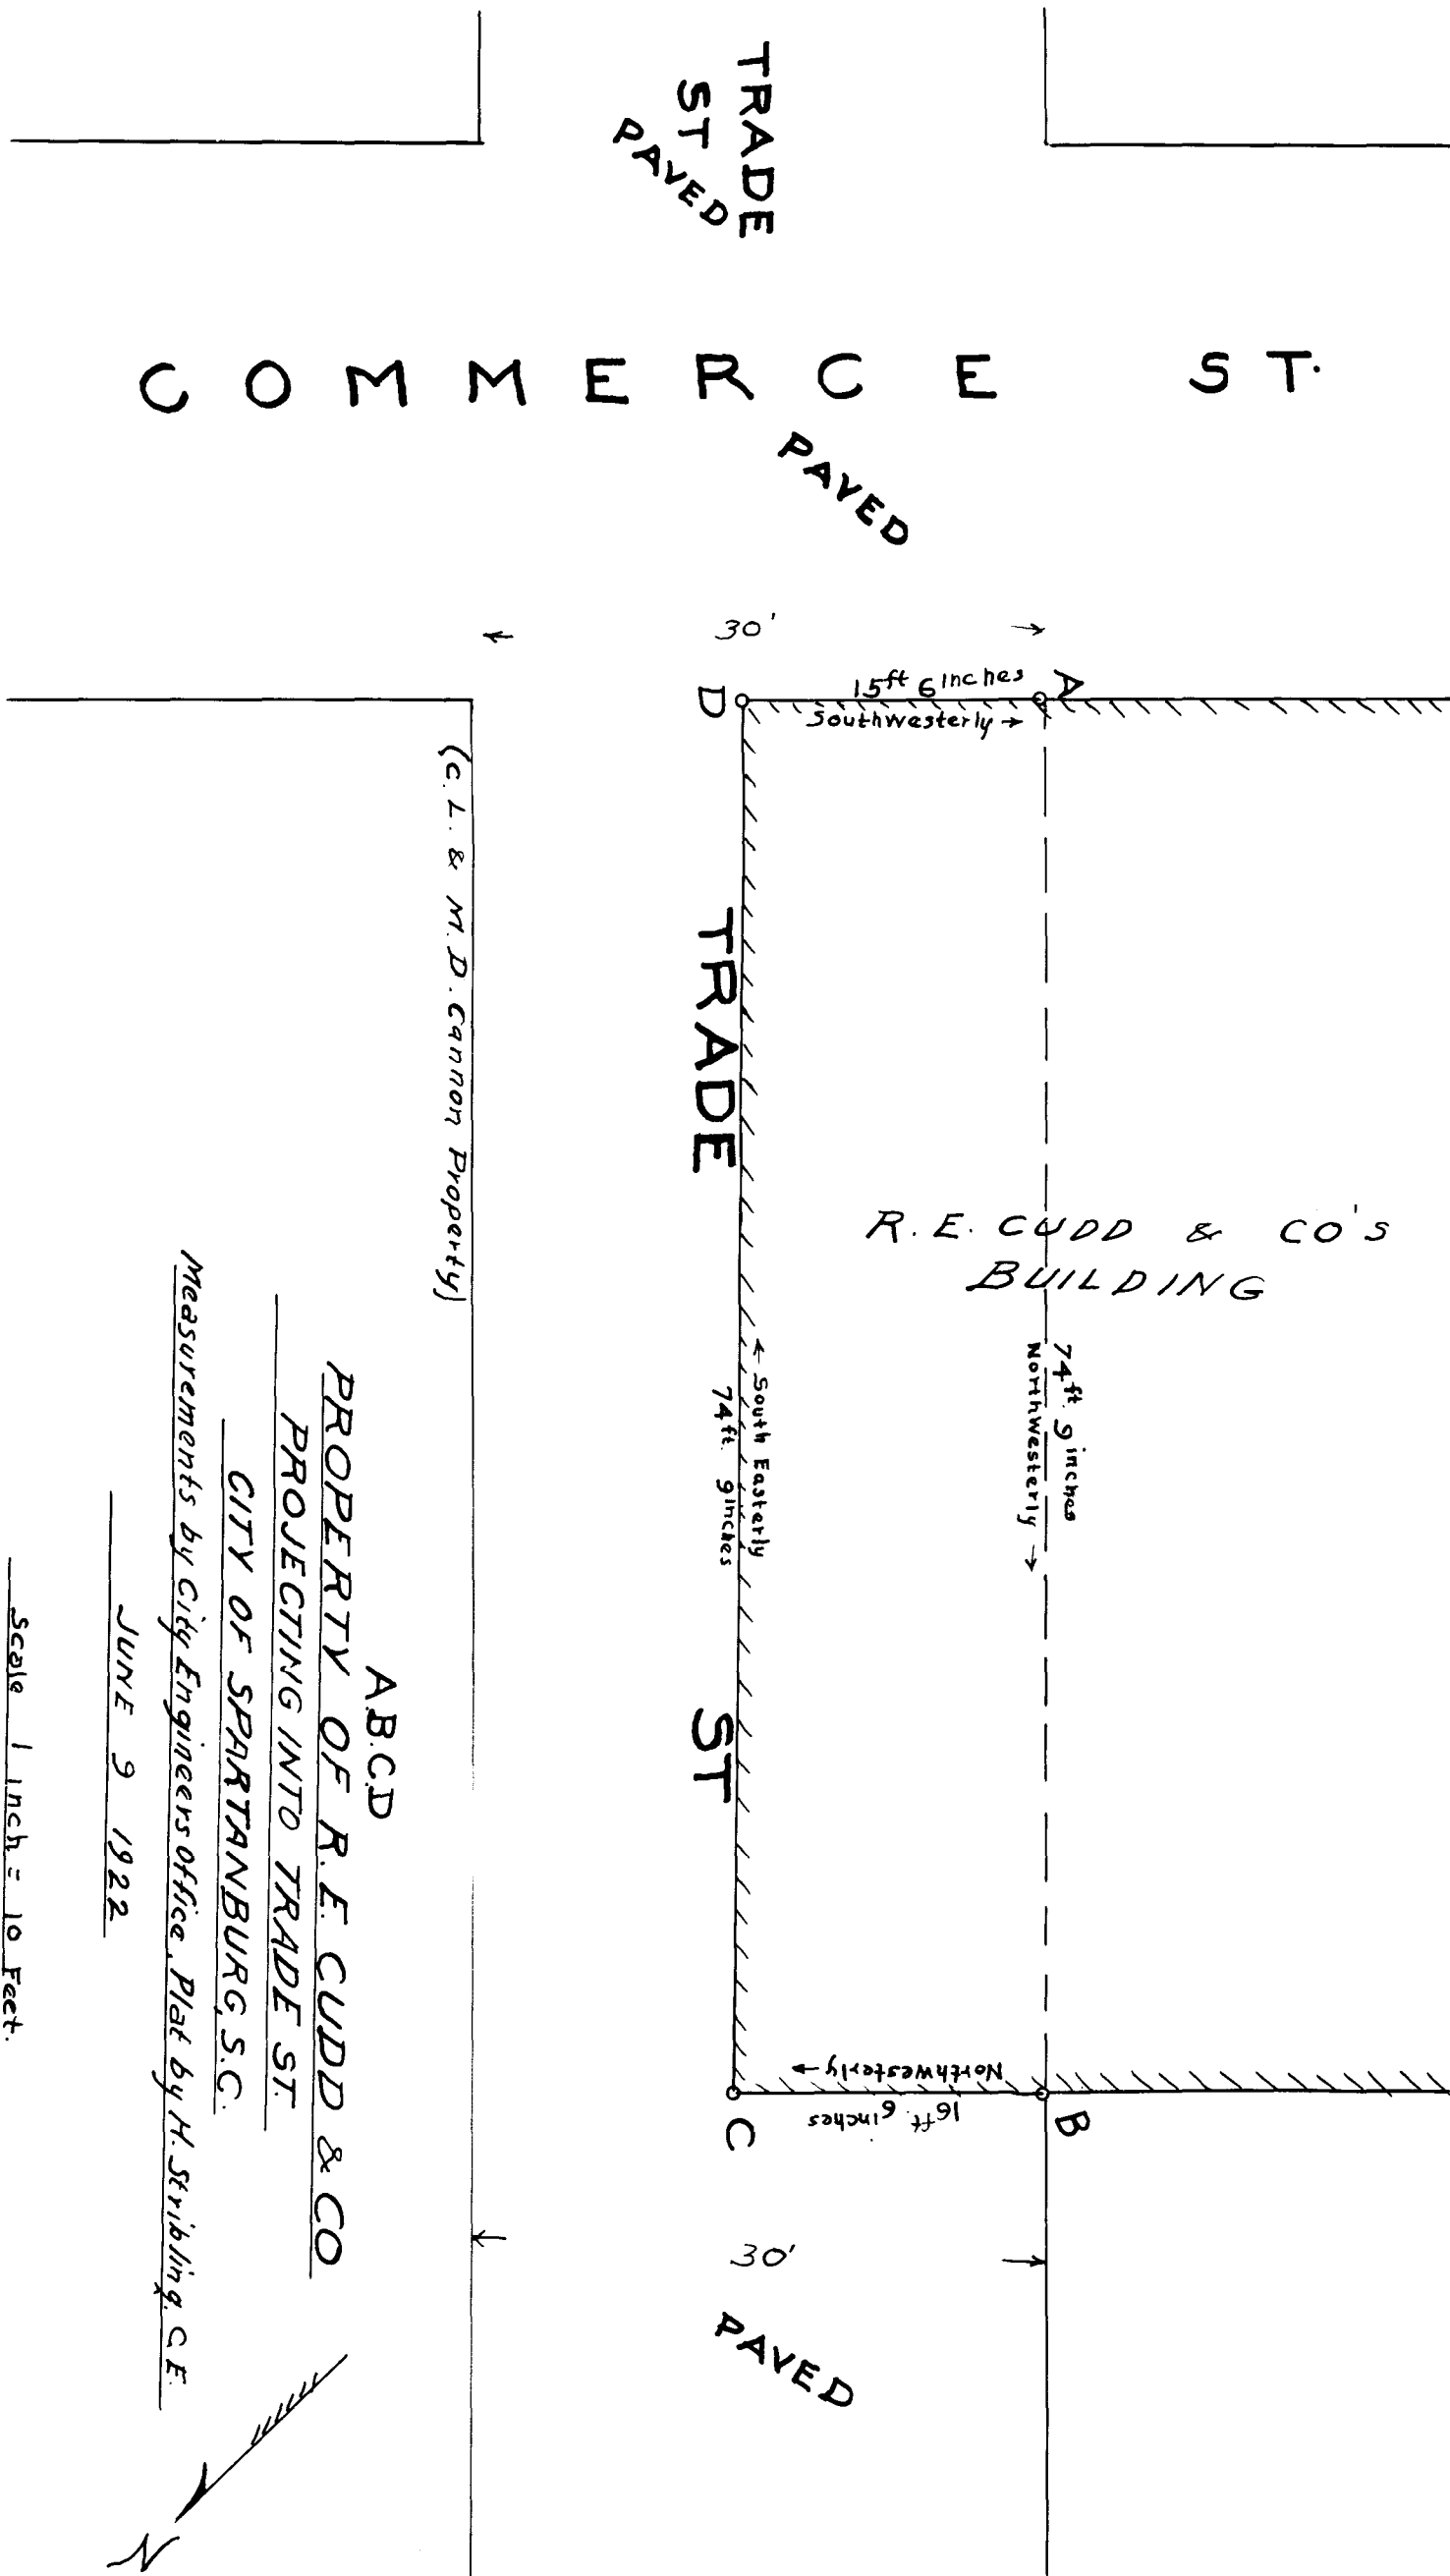 TRADE
ST
PAVED
COMMERCE ST.
PAVED
30'
15ft 6 inches
Southwesterly →
A
D
(C. L. & M. D. Cannon Property)
TRADE ST
R. E. CUDD & CO'S
BUILDING
74ft. 9 inches
Northwesterly →
← South Easterly
74ft. 9 inches
Northwesterly →
16ft. 6 inches
B
C
30'
PAVED
A.B.C.D
PROPERTY OF R. E. CUDD & CO
PROJECTING INTO TRADE ST.
CITY OF SPARTANBURG, S.C.
Measurements by City Engineers Office, Plat by H. Stribling, C.E.
JUNE 9 1922
Scale 1 inch = 10 Feet.
N